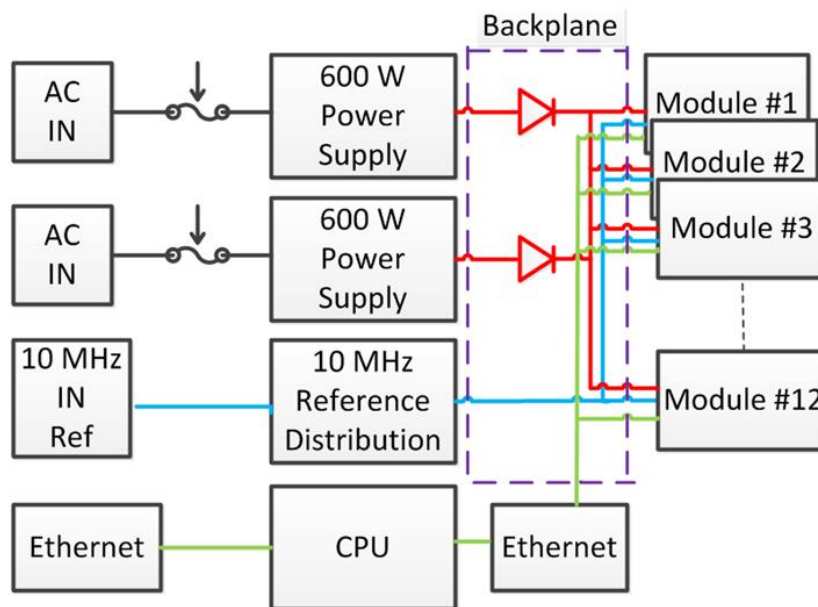 Backplane
AC
IN
600 W
Power
Supply
Module #1
Module #2
Module #3
AC
IN
600 W
Power
Supply
10 MHz
IN
Ref
10 MHz
Reference
Distribution
Module #12
Ethernet
CPU
Ethernet